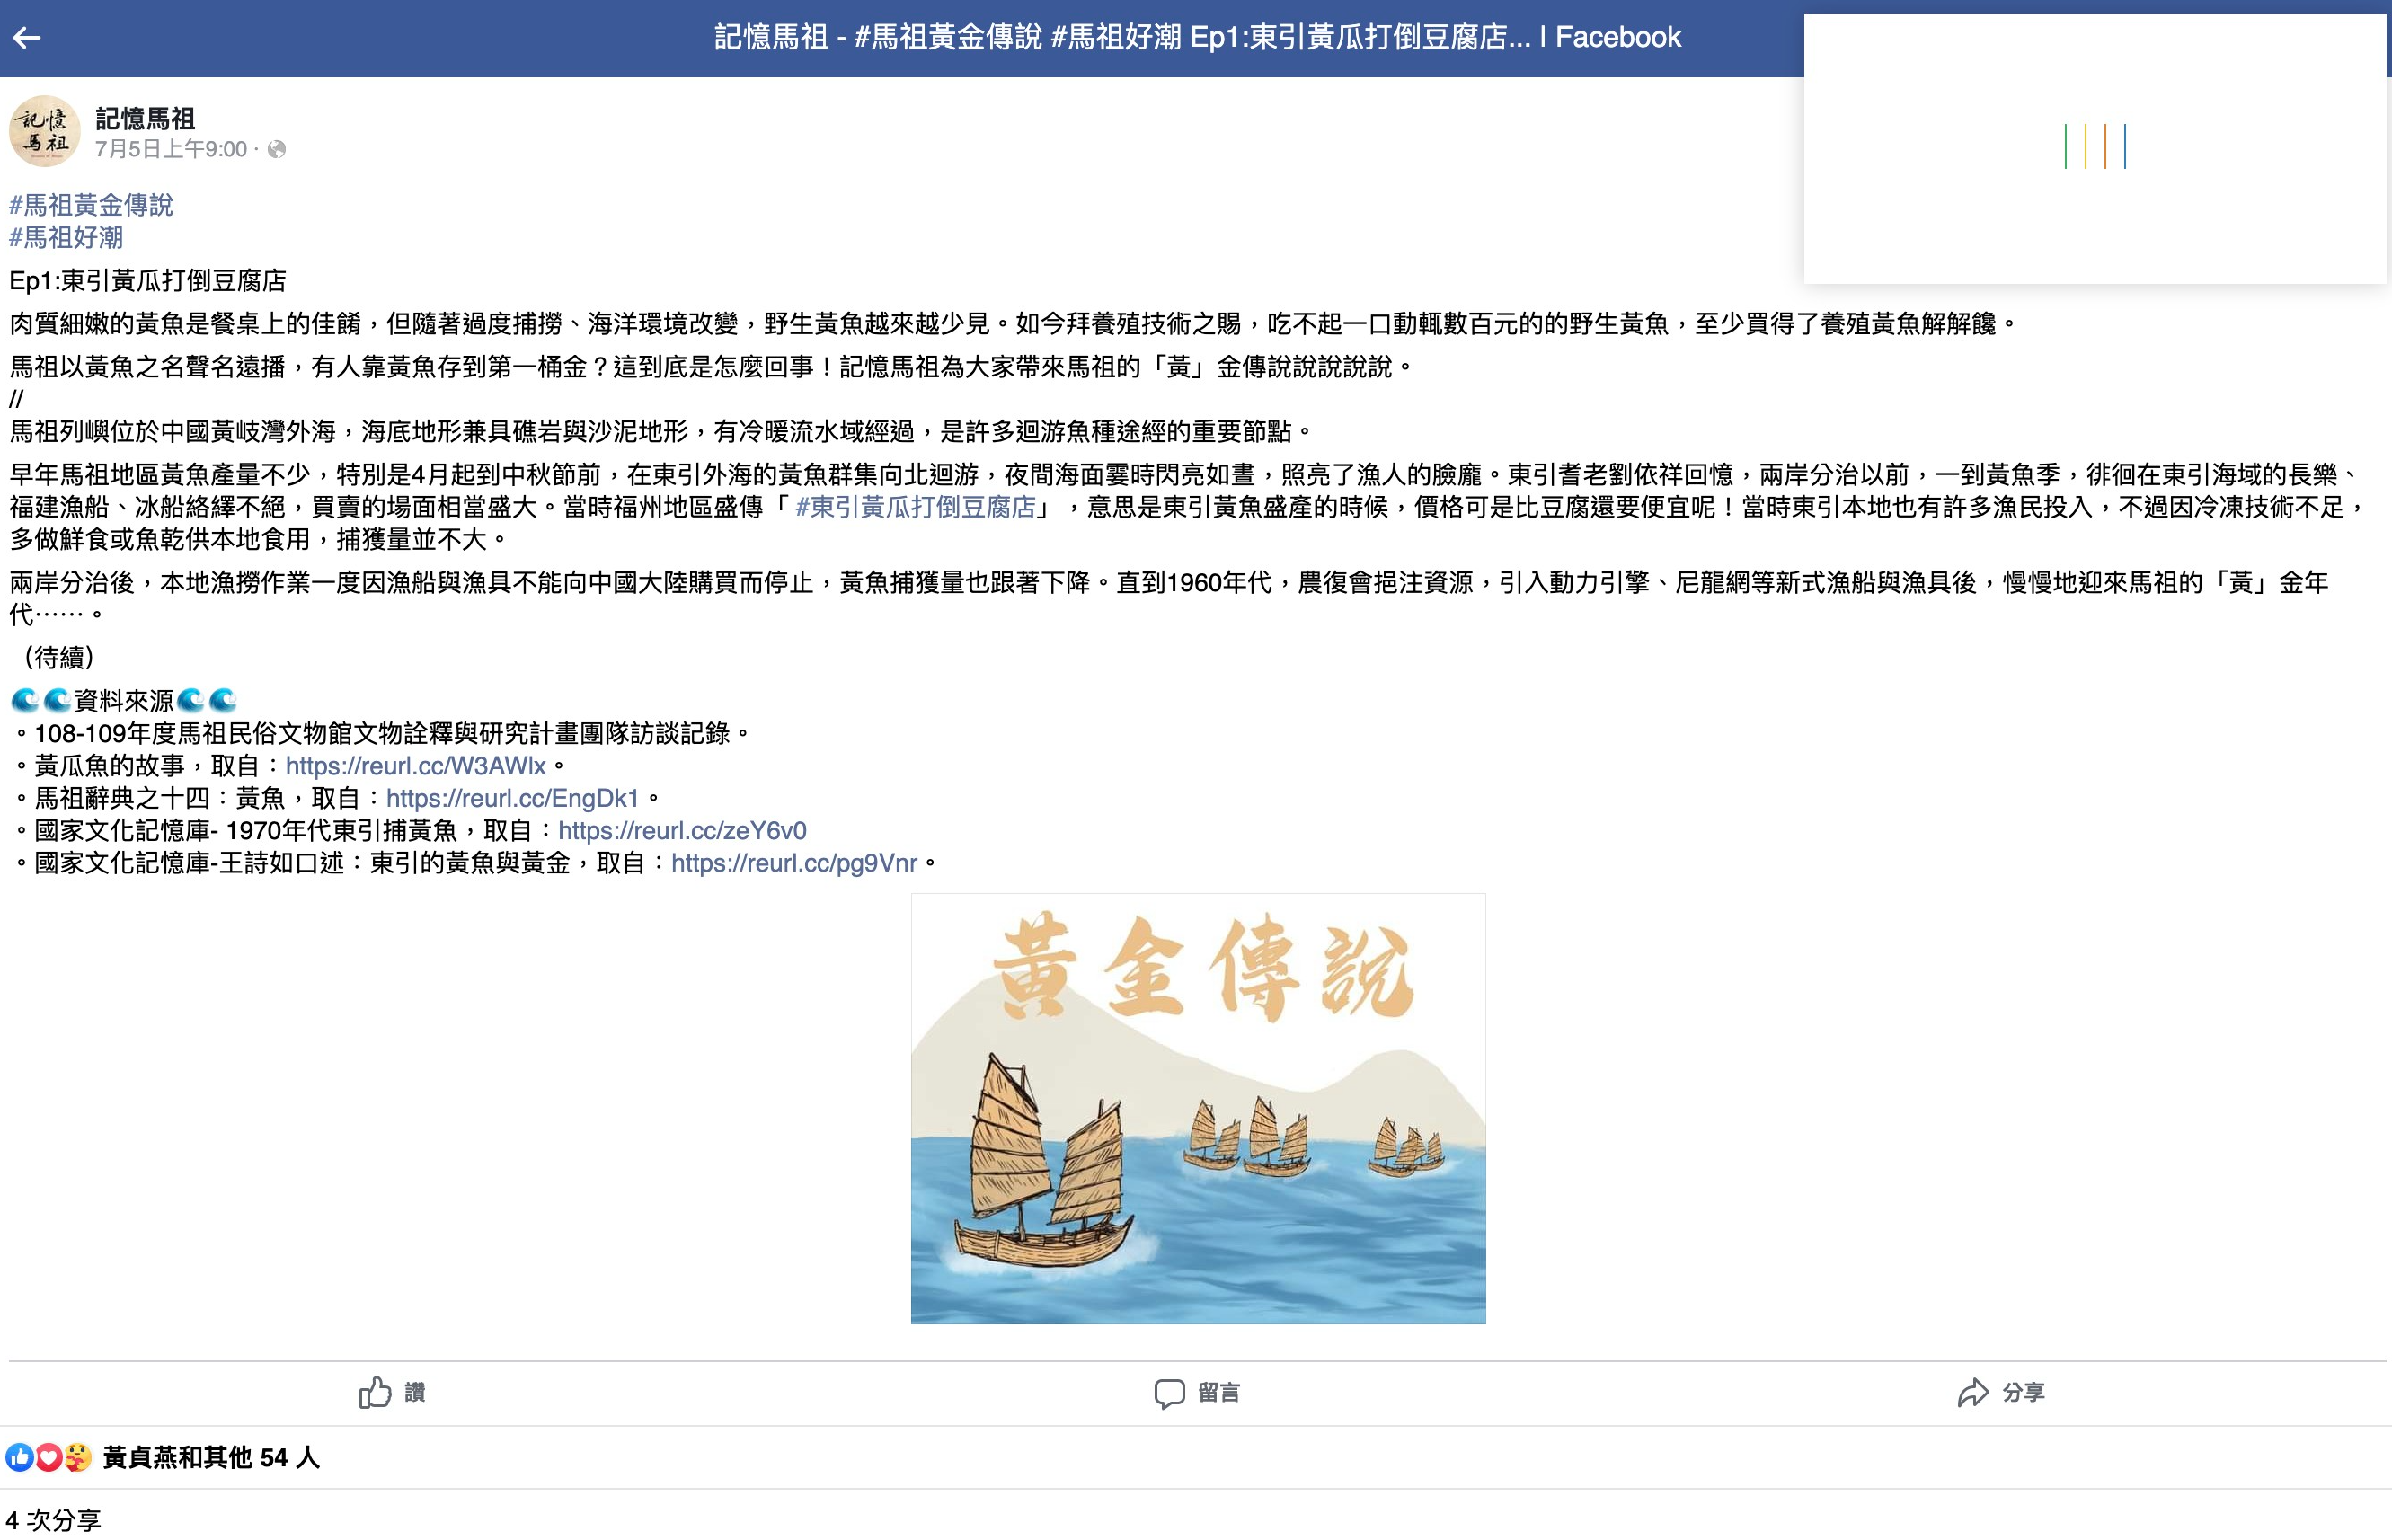 記憶馬祖 - #馬祖黃金傳說 #馬祖好潮 Ep1:東引黃瓜打倒豆腐店... | Facebook
記憶馬祖
記憶馬祖
7月5日上午9:00 ·
#馬祖黃金傳說
#馬祖好潮
Ep1:東引黃瓜打倒豆腐店
肉質細嫩的黃魚是餐桌上的佳餚，但隨著過度捕撈、海洋環境改變，野生黃魚越來越少見。如今拜養殖技術之賜，吃不起一口動輒數百元的的野生黃魚，至少買得了養殖黃魚解解饞。
馬祖以黃魚之名聲名遠播，有人靠黃魚存到第一桶金？這到底是怎麼回事！記憶馬祖為大家帶來馬祖的「黃」金傳說說說說說。
//
馬祖列嶼位於中國黃岐灣外海，海底地形兼具礁岩與沙泥地形，有冷暖流水域經過，是許多迴游魚種途經的重要節點。
早年馬祖地區黃魚產量不少，特別是4月起到中秋節前，在東引外海的黃魚群集向北迴游，夜間海面霎時閃亮如晝，照亮了漁人的臉龐。東引耆老劉依祥回憶，兩岸分治以前，一到黃魚季，徘徊在東引海域的長樂、
福建漁船、冰船絡繹不絕，買賣的場面相當盛大。當時福州地區盛傳「 #東引黃瓜打倒豆腐店」，意思是東引黃魚盛產的時候，價格可是比豆腐還要便宜呢！當時東引本地也有許多漁民投入，不過因冷凍技術不足，
多做鮮食或魚乾供本地食用，捕獲量並不大。
兩岸分治後，本地漁撈作業一度因漁船與漁具不能向中國大陸購買而停止，黃魚捕獲量也跟著下降。直到1960年代，農復會挹注資源，引入動力引擎、尼龍網等新式漁船與漁具後，慢慢地迎來馬祖的「黃」金年
代⋯⋯。
（待續）
🌊🌊資料來源🌊🌊
。108-109年度馬祖民俗文物館文物詮釋與研究計畫團隊訪談記錄。
。黃瓜魚的故事，取自：https://reurl.cc/W3AWlx。
。馬祖辭典之十四：黃魚，取自：https://reurl.cc/EngDk1。
。國家文化記憶庫- 1970年代東引捕黃魚，取自：https://reurl.cc/zeY6v0
。國家文化記憶庫-王詩如口述：東引的黃魚與黃金，取自：https://reurl.cc/pg9Vnr。
黃金傳說
讚
留言
分享
黃貞燕和其他 54 人
4 次分享